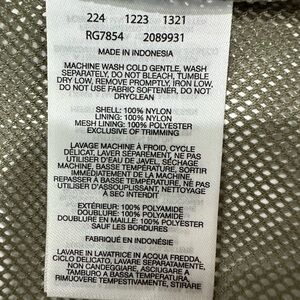 224 1223 1321
RG7854 2089931
MADE IN INDONESIA
MACHINE WASH COLD GENTLE, WASH
SEPARATELY, DO NOT BLEACH, TUMBLE
DRY LOW, REMOVE PROMPTLY, IRON LOW,
DO NOT USE FABRIC SOFTENER, DO NOT
DRYCLEAN
SHELL: 100% NYLON
LINING: 100% NYLON
MESH LINING: 100% POLYESTER
EXCLUSIVE OF TRIMMING
LAVAGE MACHINE À FROID, CYCLE
DÉLICAT, LAVER SÉPARÉMENT, NE PAS
UTILISER D'EAU DE JAVEL, SÉCHAGE
MACHINE, BASSE TEMPÉRATURE, SORTIR
IMMÉDIATEMENT DE LA MACHINE,
REPASSER À BASSE TEMPÉRATURE, NE PAS
UTILISER D'ASSOUPLISSANT, NETTOYAGE
À SEC INTERDIT
EXTÉRIEUR: 100% POLYAMIDE
DOUBLURE: 100% POLYAMIDE
DOUBLURE EN MAILLE: 100% POLYESTER
SAUF LES BORDURES
FABRIQUÉ EN INDONÉSIE
LAVARE IN LAVATRICE IN ACQUA FREDDA,
CICLO DELICATO, LAVARE SEPARATAMENTE,
NON CANDEGGIARE, ASCIUGARE A
TAMBURO A BASSA TEMPERATURA,
RIMUOVERE TEMPESTIVAMENTE, STIRARE